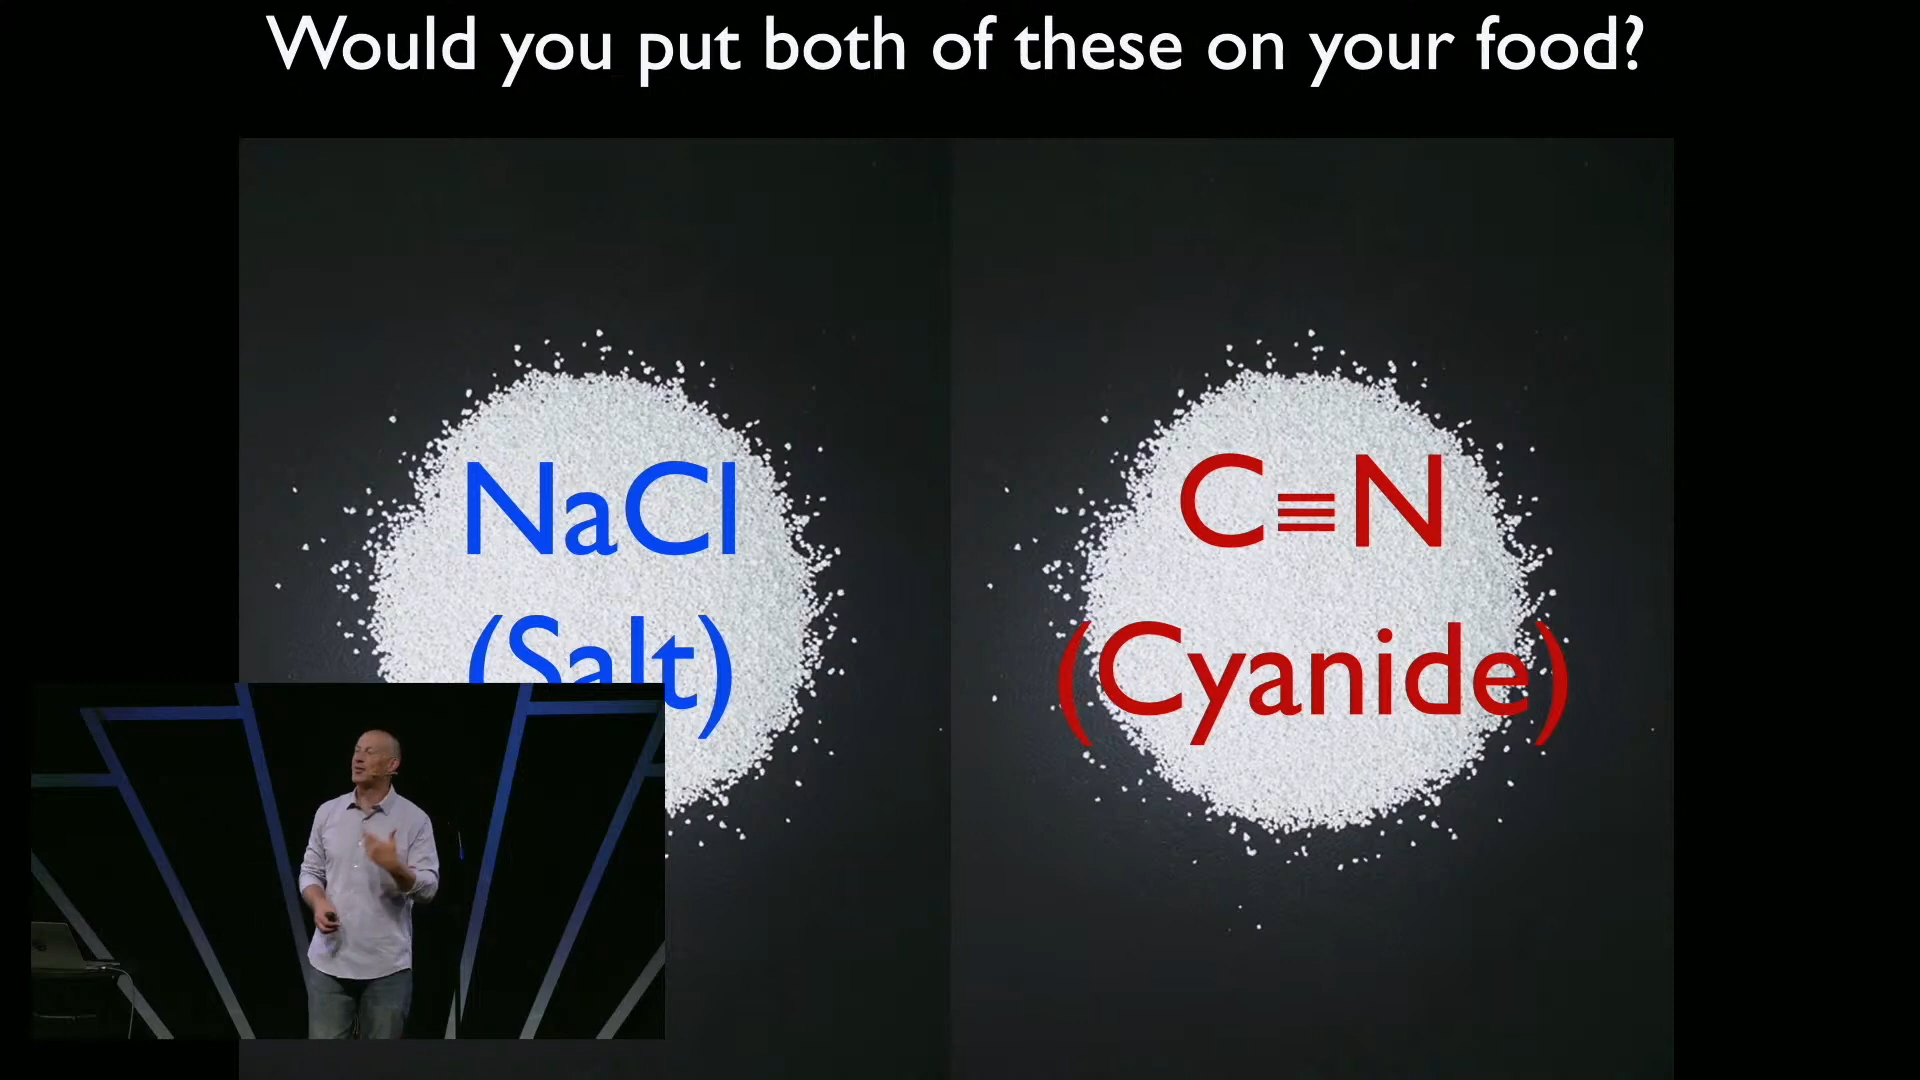 Would you put both of these on your food?
NaCl
(Salt)
C≡N
(Cyanide)